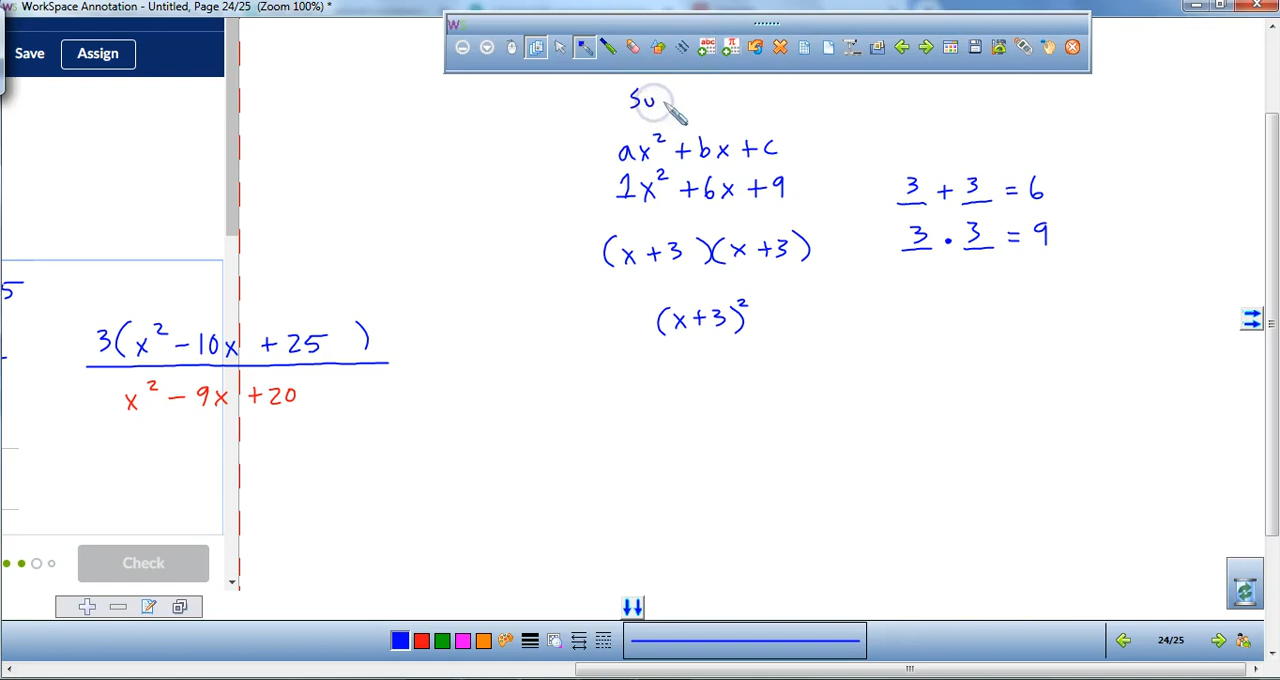 WorkSpace Annotation - Untitled, Page 24/25 (Zoom 100%) *
Save Assign
Su
ax² + bx + c
1x² + 6x + 9
3 + 3 = 6
3 · 3 = 9
(x + 3 )(x + 3)
(x + 3)²
5
3(x² - 10x + 25 )
x² - 9x + 20
Check
24/25